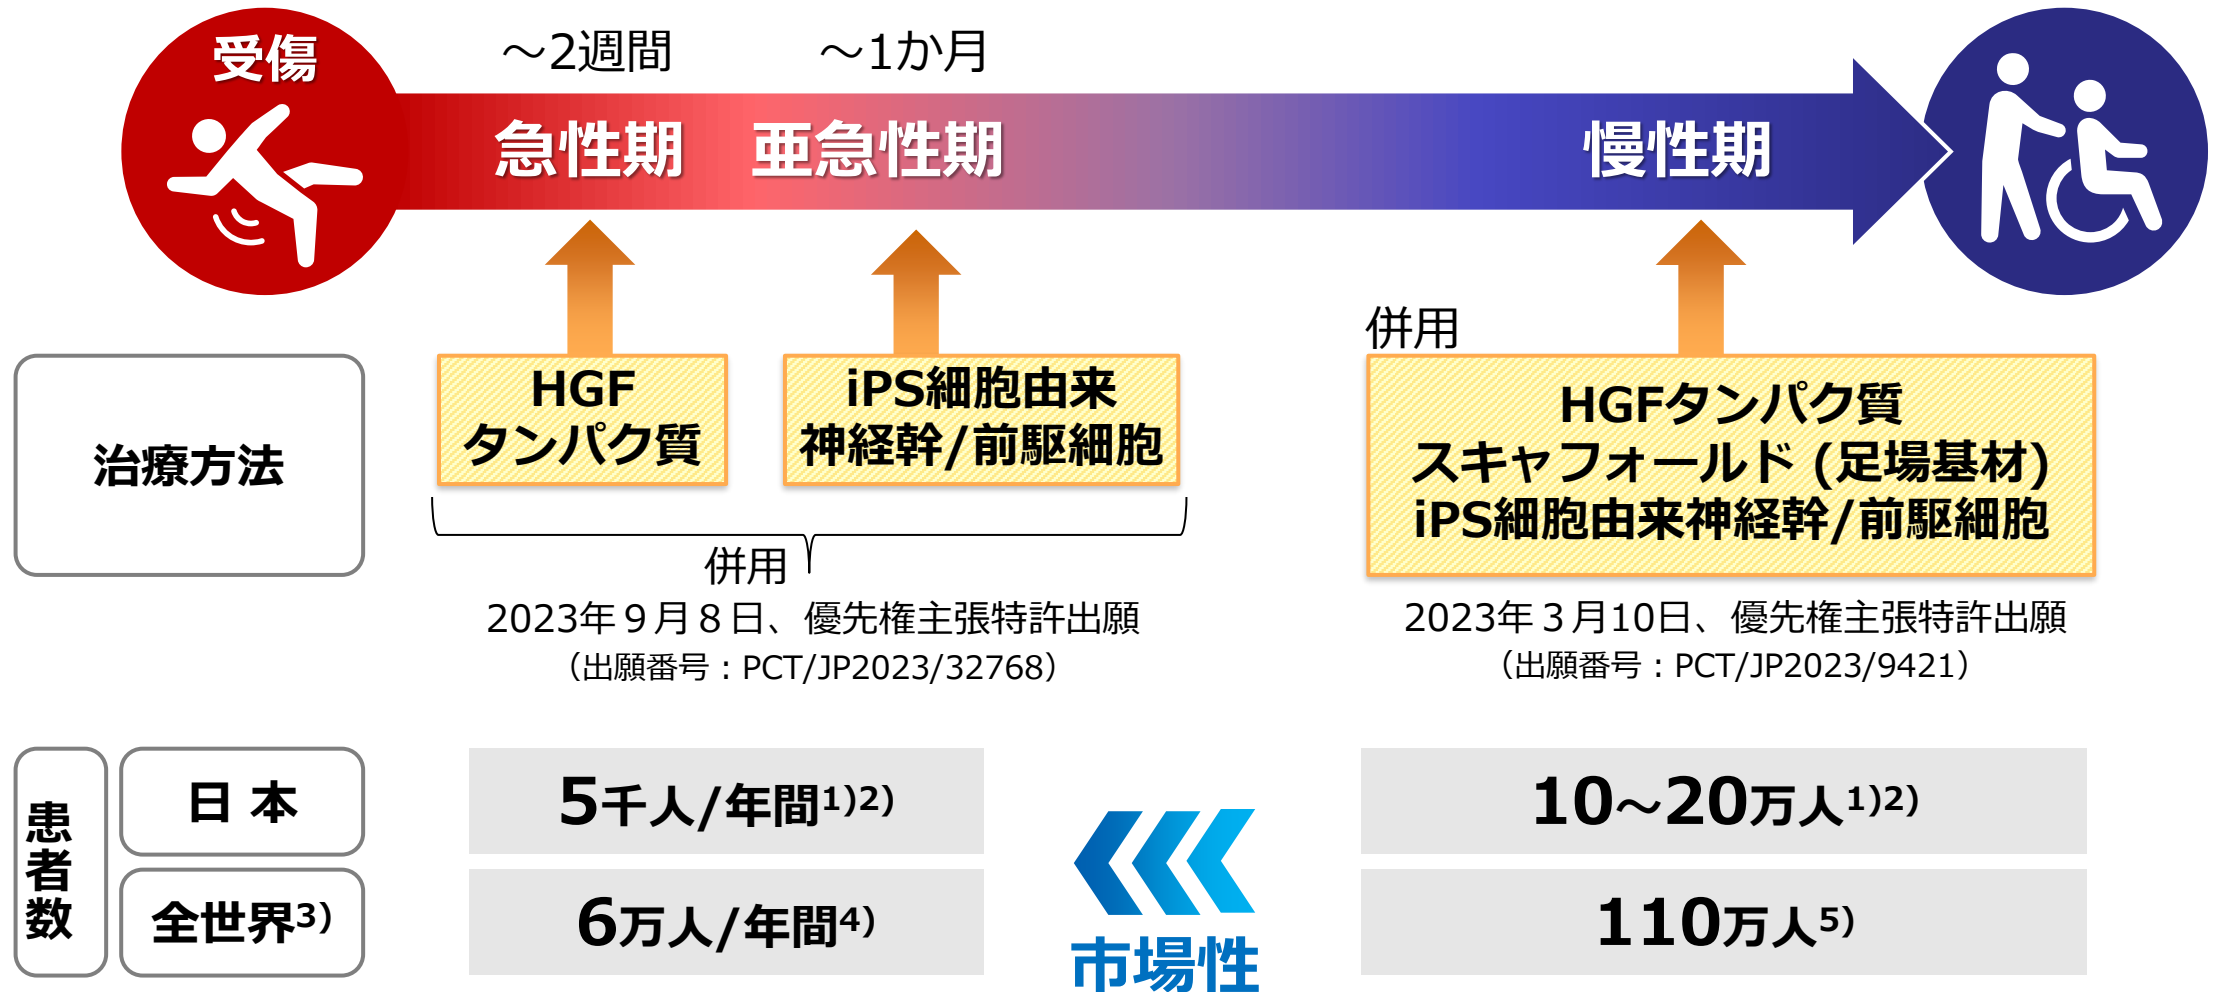 受傷
～2週間
～1か月
急性期
亜急性期
慢性期
併用
治療方法
HGF
タンパク質
iPS細胞由来
神経幹/前駆細胞
HGFタンパク質
スキャフォールド (足場基材)
iPS細胞由来神経幹/前駆細胞
併用
2023年９月８日、優先権主張特許出願
（出願番号：PCT/JP2023/32768）
2023年３月10日、優先権主張特許出願
（出願番号：PCT/JP2023/9421）
患者数
日 本
5千人/年間1)2)
10～20万人1)2)
全世界3)
6万人/年間4)
110万人5)
市場性